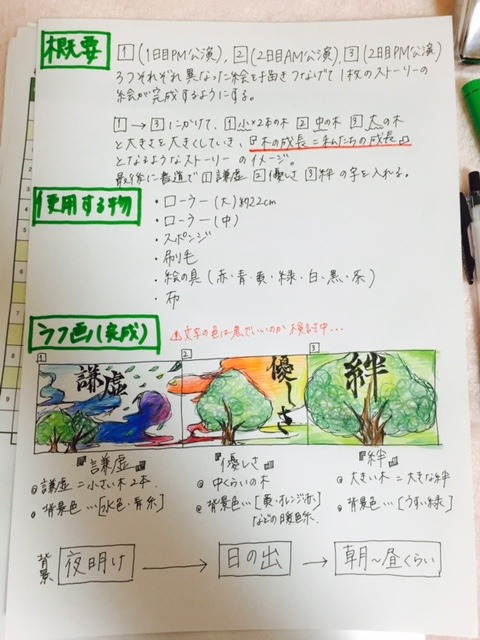 概要
1(1日目PM公演), 2(2日目AM公演), 3(2日目PM公演)
3つそれぞれ異なった絵を描きつなげて1枚のストーリーの
絵が完成するようにする。
1→3にかけて、1小×2本の木 2中の木 3大の木
と大きさを大きくしていき、『木の成長=私たちの成長』
となるようなストーリーのイメージ。
最後に書道で1謙虚 2優しさ 3絆の字を入れる。
使用する物
・ローラー(大)約22cm
・ローラー(中)
・スポンジ
・刷毛
・絵の具(赤・青・黄・緑・白・黒・茶)
・布
ラフ画(完成)
⚠文字の色は黒でいいのか検討中...
1 2 3
謙虚 優しさ 絆
『謙虚』
◎謙虚=小さい木2本.
◎背景色…[水色・青系]
『優しさ』
◎中くらいの木
◎背景色…[黄・オレンジ・赤]
などの暖色系.
『絆』
◎大きい木=大きな絆
◎背景色…[うすい緑]
背景 夜明け → 日の出 → 朝〜昼くらい